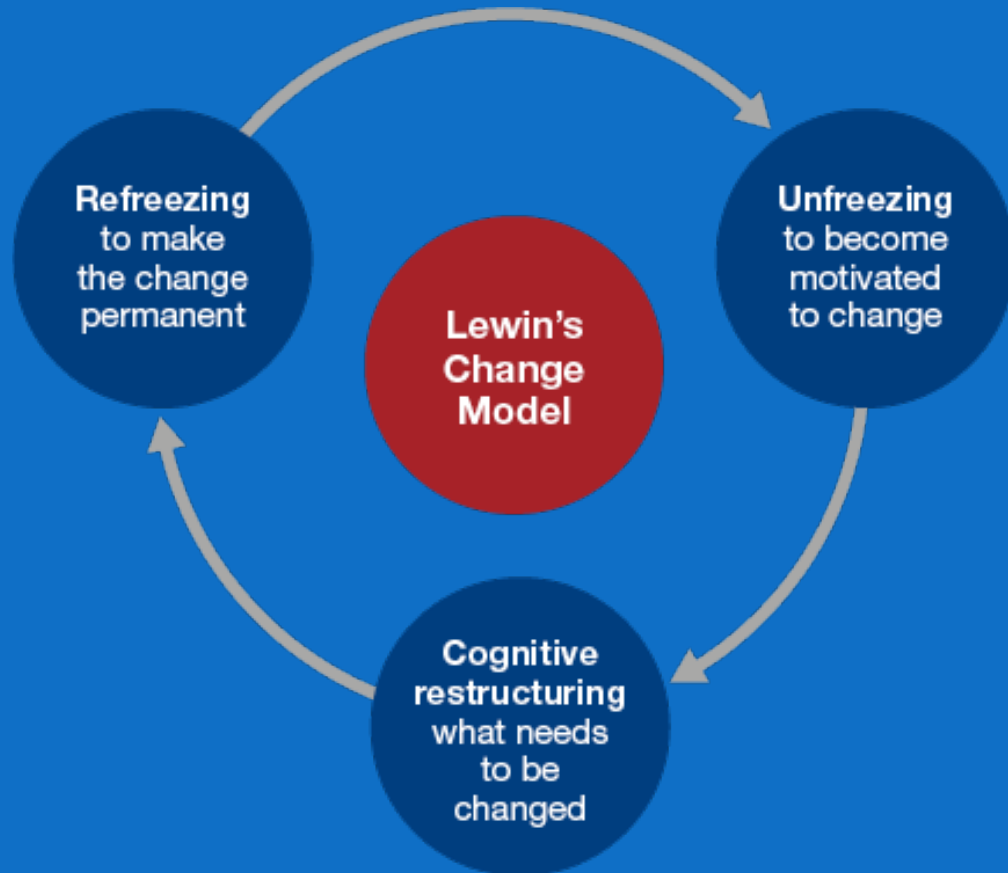 Refreezing
to make
the change
permanent
Unfreezing
to become
motivated
to change
Lewin’s
Change
Model
Cognitive
restructuring
what needs
to be
changed